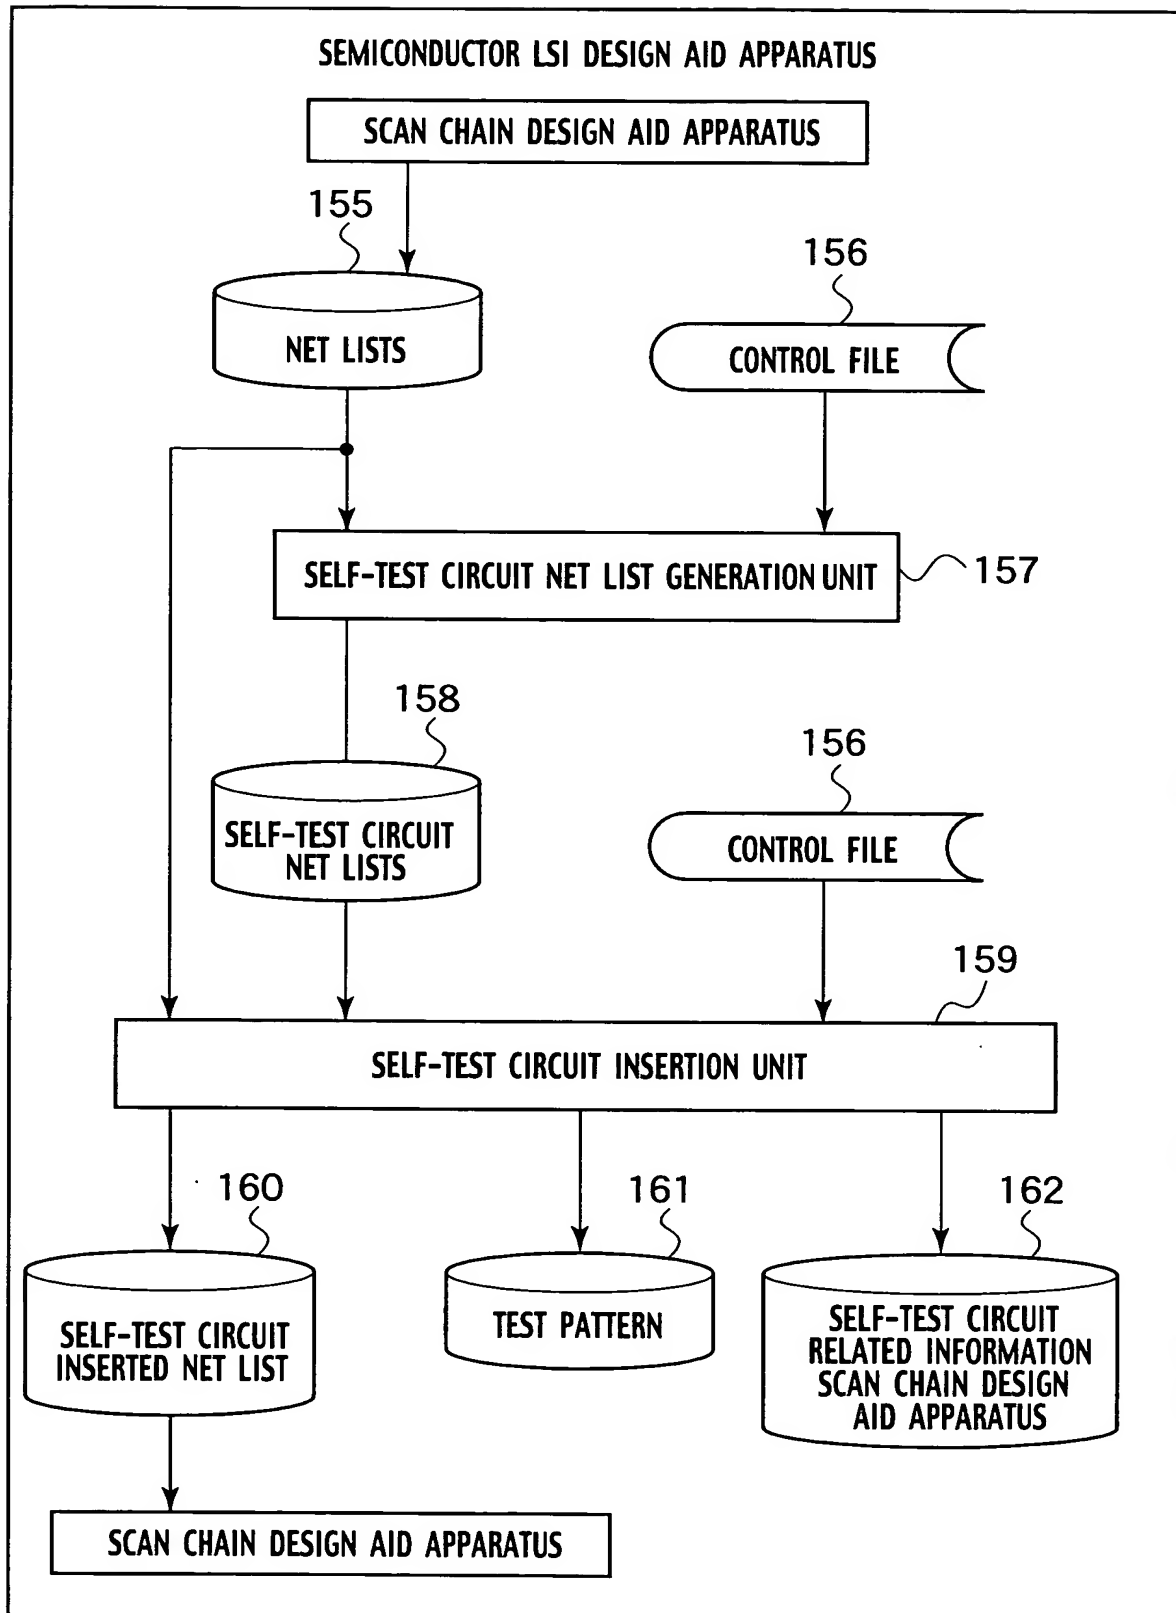 SEMICONDUCTOR LSI DESIGN AID APPARATUS
SCAN CHAIN DESIGN AID APPARATUS
155
NET LISTS
156
CONTROL FILE
SELF-TEST CIRCUIT NET LIST GENERATION UNIT
157
158
SELF-TEST CIRCUIT
NET LISTS
156
CONTROL FILE
159
SELF-TEST CIRCUIT INSERTION UNIT
160
SELF-TEST CIRCUIT
INSERTED NET LIST
161
TEST PATTERN
162
SELF-TEST CIRCUIT
RELATED INFORMATION
SCAN CHAIN DESIGN
AID APPARATUS
SCAN CHAIN DESIGN AID APPARATUS